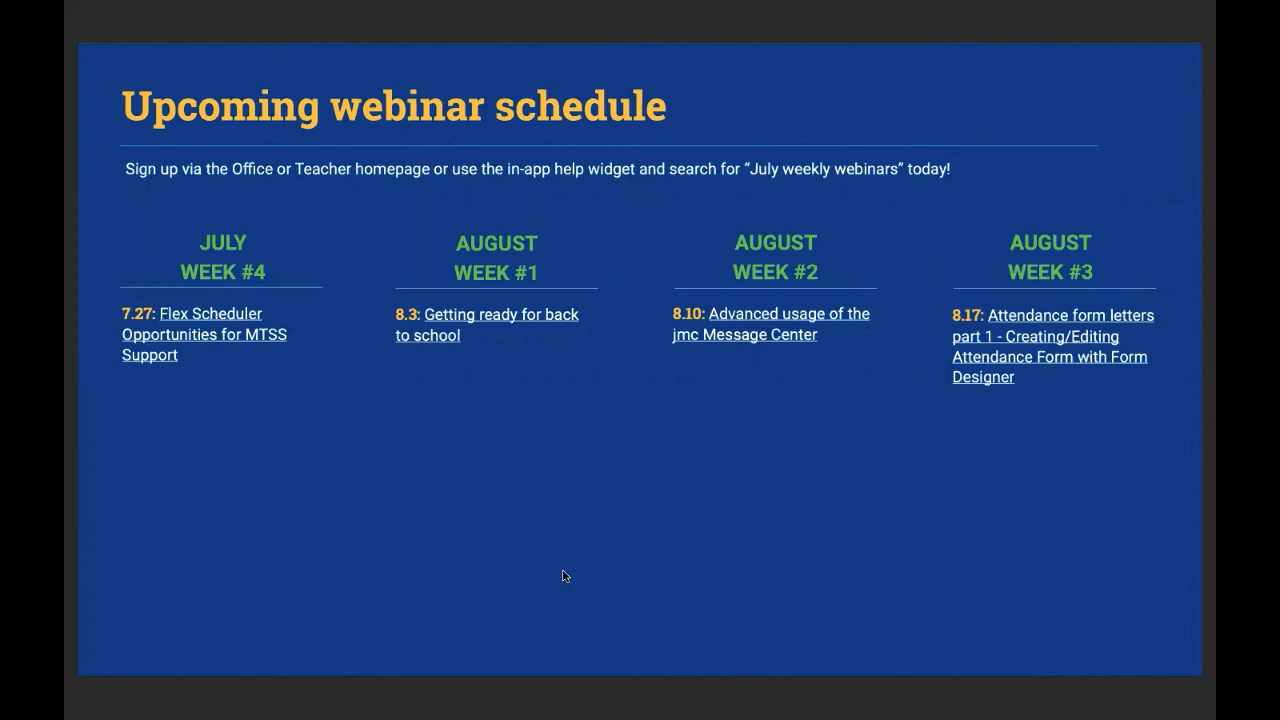 Upcoming webinar schedule
Sign up via the Office or Teacher homepage or use the in-app help widget and search for “July weekly webinars” today!
JULY
WEEK #4
7.27: Flex Scheduler
Opportunities for MTSS
Support
AUGUST
WEEK #1
8.3: Getting ready for back
to school
AUGUST
WEEK #2
8.10: Advanced usage of the
jmc Message Center
AUGUST
WEEK #3
8.17: Attendance form letters
part 1 - Creating/Editing
Attendance Form with Form
Designer